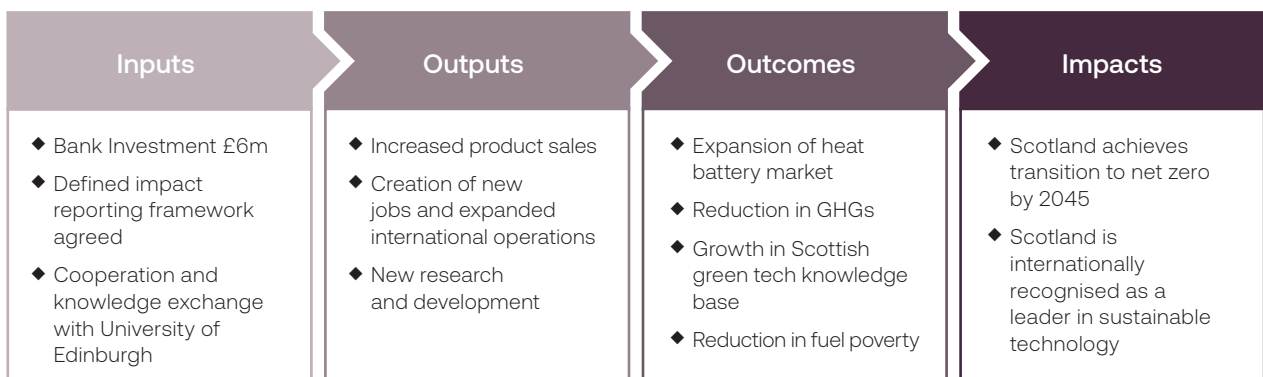 Inputs
◆ Bank Investment £6m
◆ Defined impact
reporting framework
agreed
◆ Cooperation and
knowledge exchange
with University of
Edinburgh
Outputs
◆ Increased product sales
◆ Creation of new
jobs and expanded
international operations
◆ New research
and development
Outcomes
◆ Expansion of heat
battery market
◆ Reduction in GHGs
◆ Growth in Scottish
green tech knowledge
base
◆ Reduction in fuel poverty
Impacts
◆ Scotland achieves
transition to net zero
by 2045
◆ Scotland is
internationally
recognised as a
leader in sustainable
technology